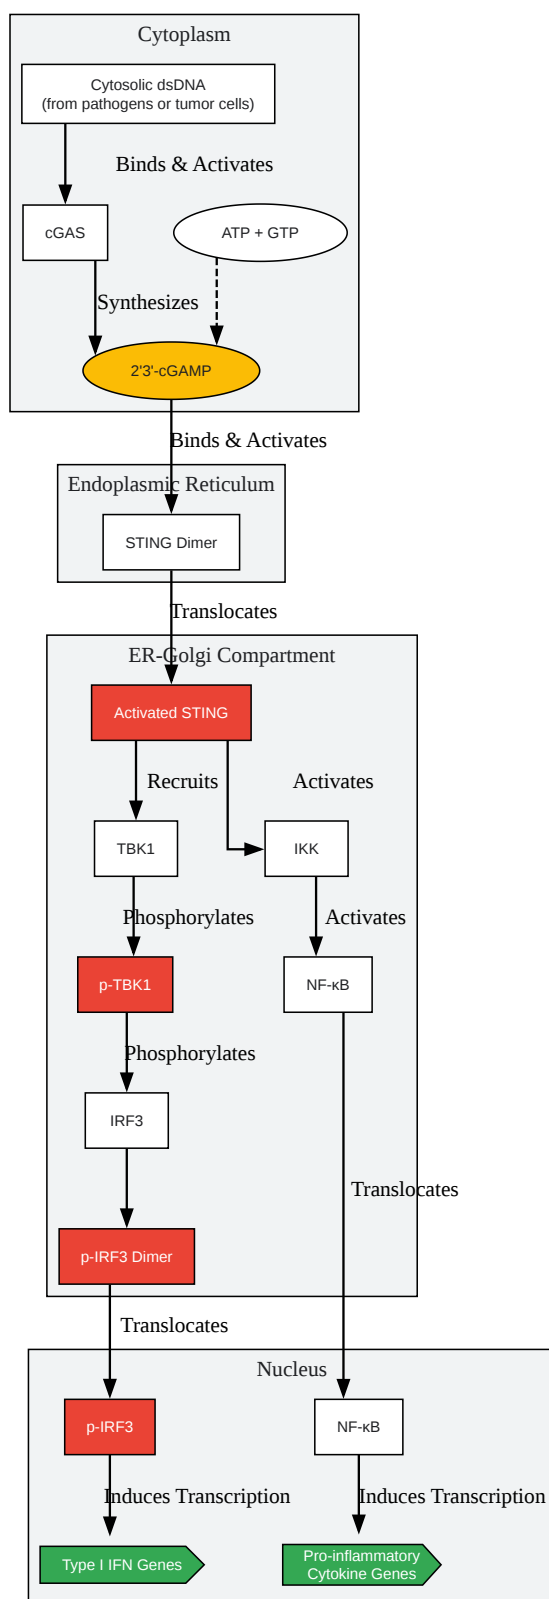 Cytoplasm
Cytosolic dsDNA
(from pathogens or tumor cells)
Binds & Activates
cGAS
ATP + GTP
Synthesizes
2'3'-cGAMP
Binds & Activates
Endoplasmic Reticulum
STING Dimer
Translocates
ER-Golgi Compartment
Activated STING
Recruits
Activates
TBK1
IKK
Phosphorylates
Activates
p-TBK1
NF-κB
Phosphorylates
IRF3
Translocates
p-IRF3 Dimer
Translocates
Nucleus
p-IRF3
NF-κB
Induces Transcription
Induces Transcription
Type I IFN Genes
Pro-inflammatory
Cytokine Genes